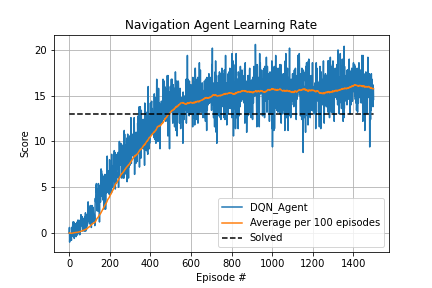 Navigation Agent Learning Rate
20
15
10
5
0
Score
DQN_Agent
Average per 100 episodes
Solved
0 200 400 600 800 1000 1200 1400
Episode #